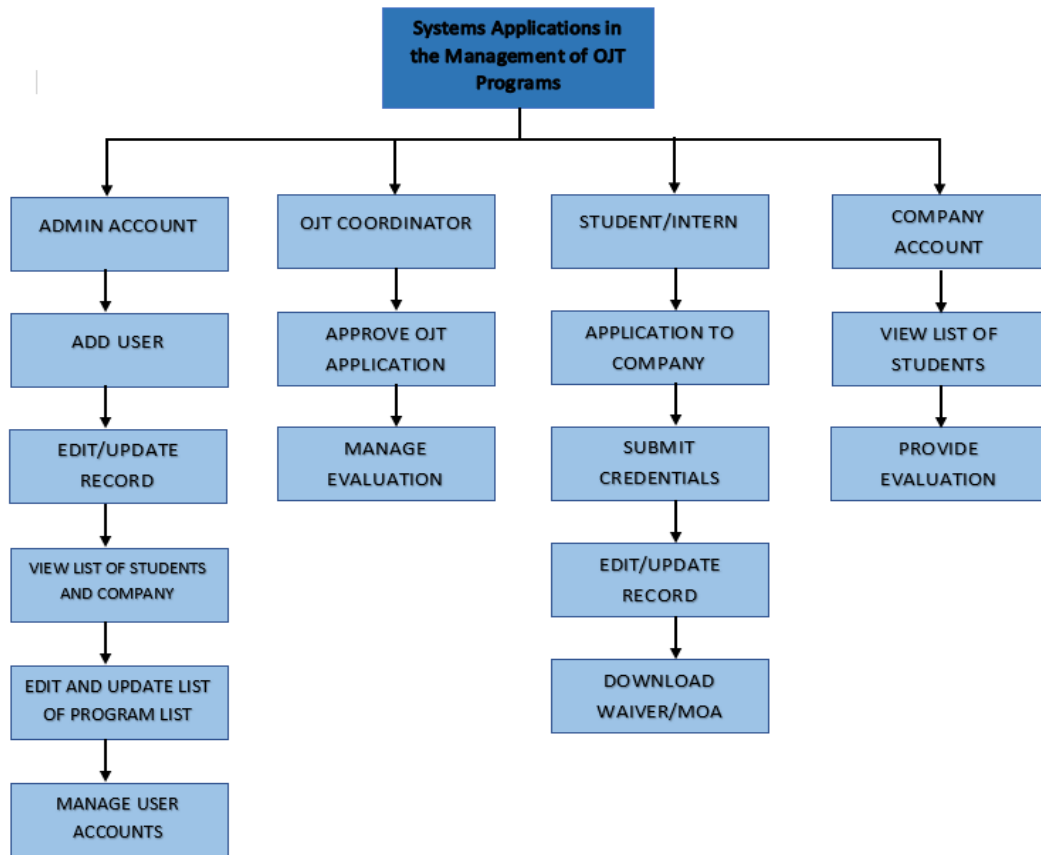 Systems Applications in
the Management of OJT
Programs
ADMIN ACCOUNT
ADD USER
EDIT/UPDATE
RECORD
VIEW LIST OF STUDENTS
AND COMPANY
EDIT AND UPDATE LIST
OF PROGRAM LIST
MANAGE USER
ACCOUNTS
OJT COORDINATOR
APPROVE OJT
APPLICATION
MANAGE
EVALUATION
STUDENT/INTERN
APPLICATION TO
COMPANY
SUBMIT
CREDENTIALS
EDIT/UPDATE
RECORD
DOWNLOAD
WAIVER/MOA
COMPANY
ACCOUNT
VIEW LIST OF
STUDENTS
PROVIDE
EVALUATION